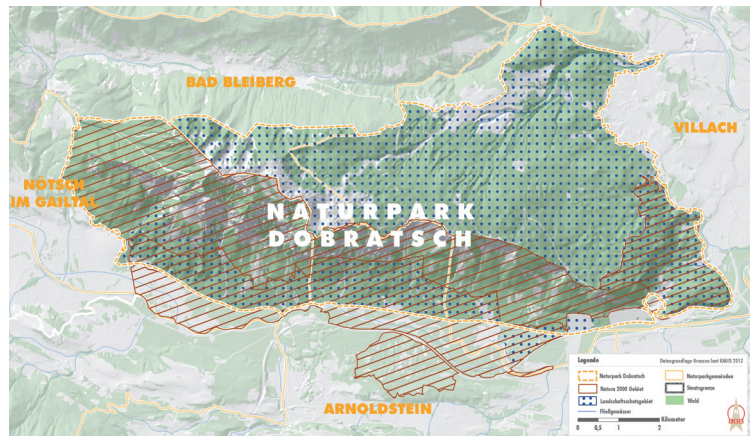 BAD BLEIBERG
VILLACH
NÖTSCH
IM GAILTAL
NATURPARK
DOBRATSCH
ARNOLDSTEIN
Legende
Datengrundlage Grenzen laut KAGIS 2012
Naturpark Dobratsch
Naturparkgemeinden
Natura 2000 Gebiet
Staatsgrenze
Landschaftsschutzgebiet
Wald
Fließgewässer
Kilometer
0 0,5 1 2